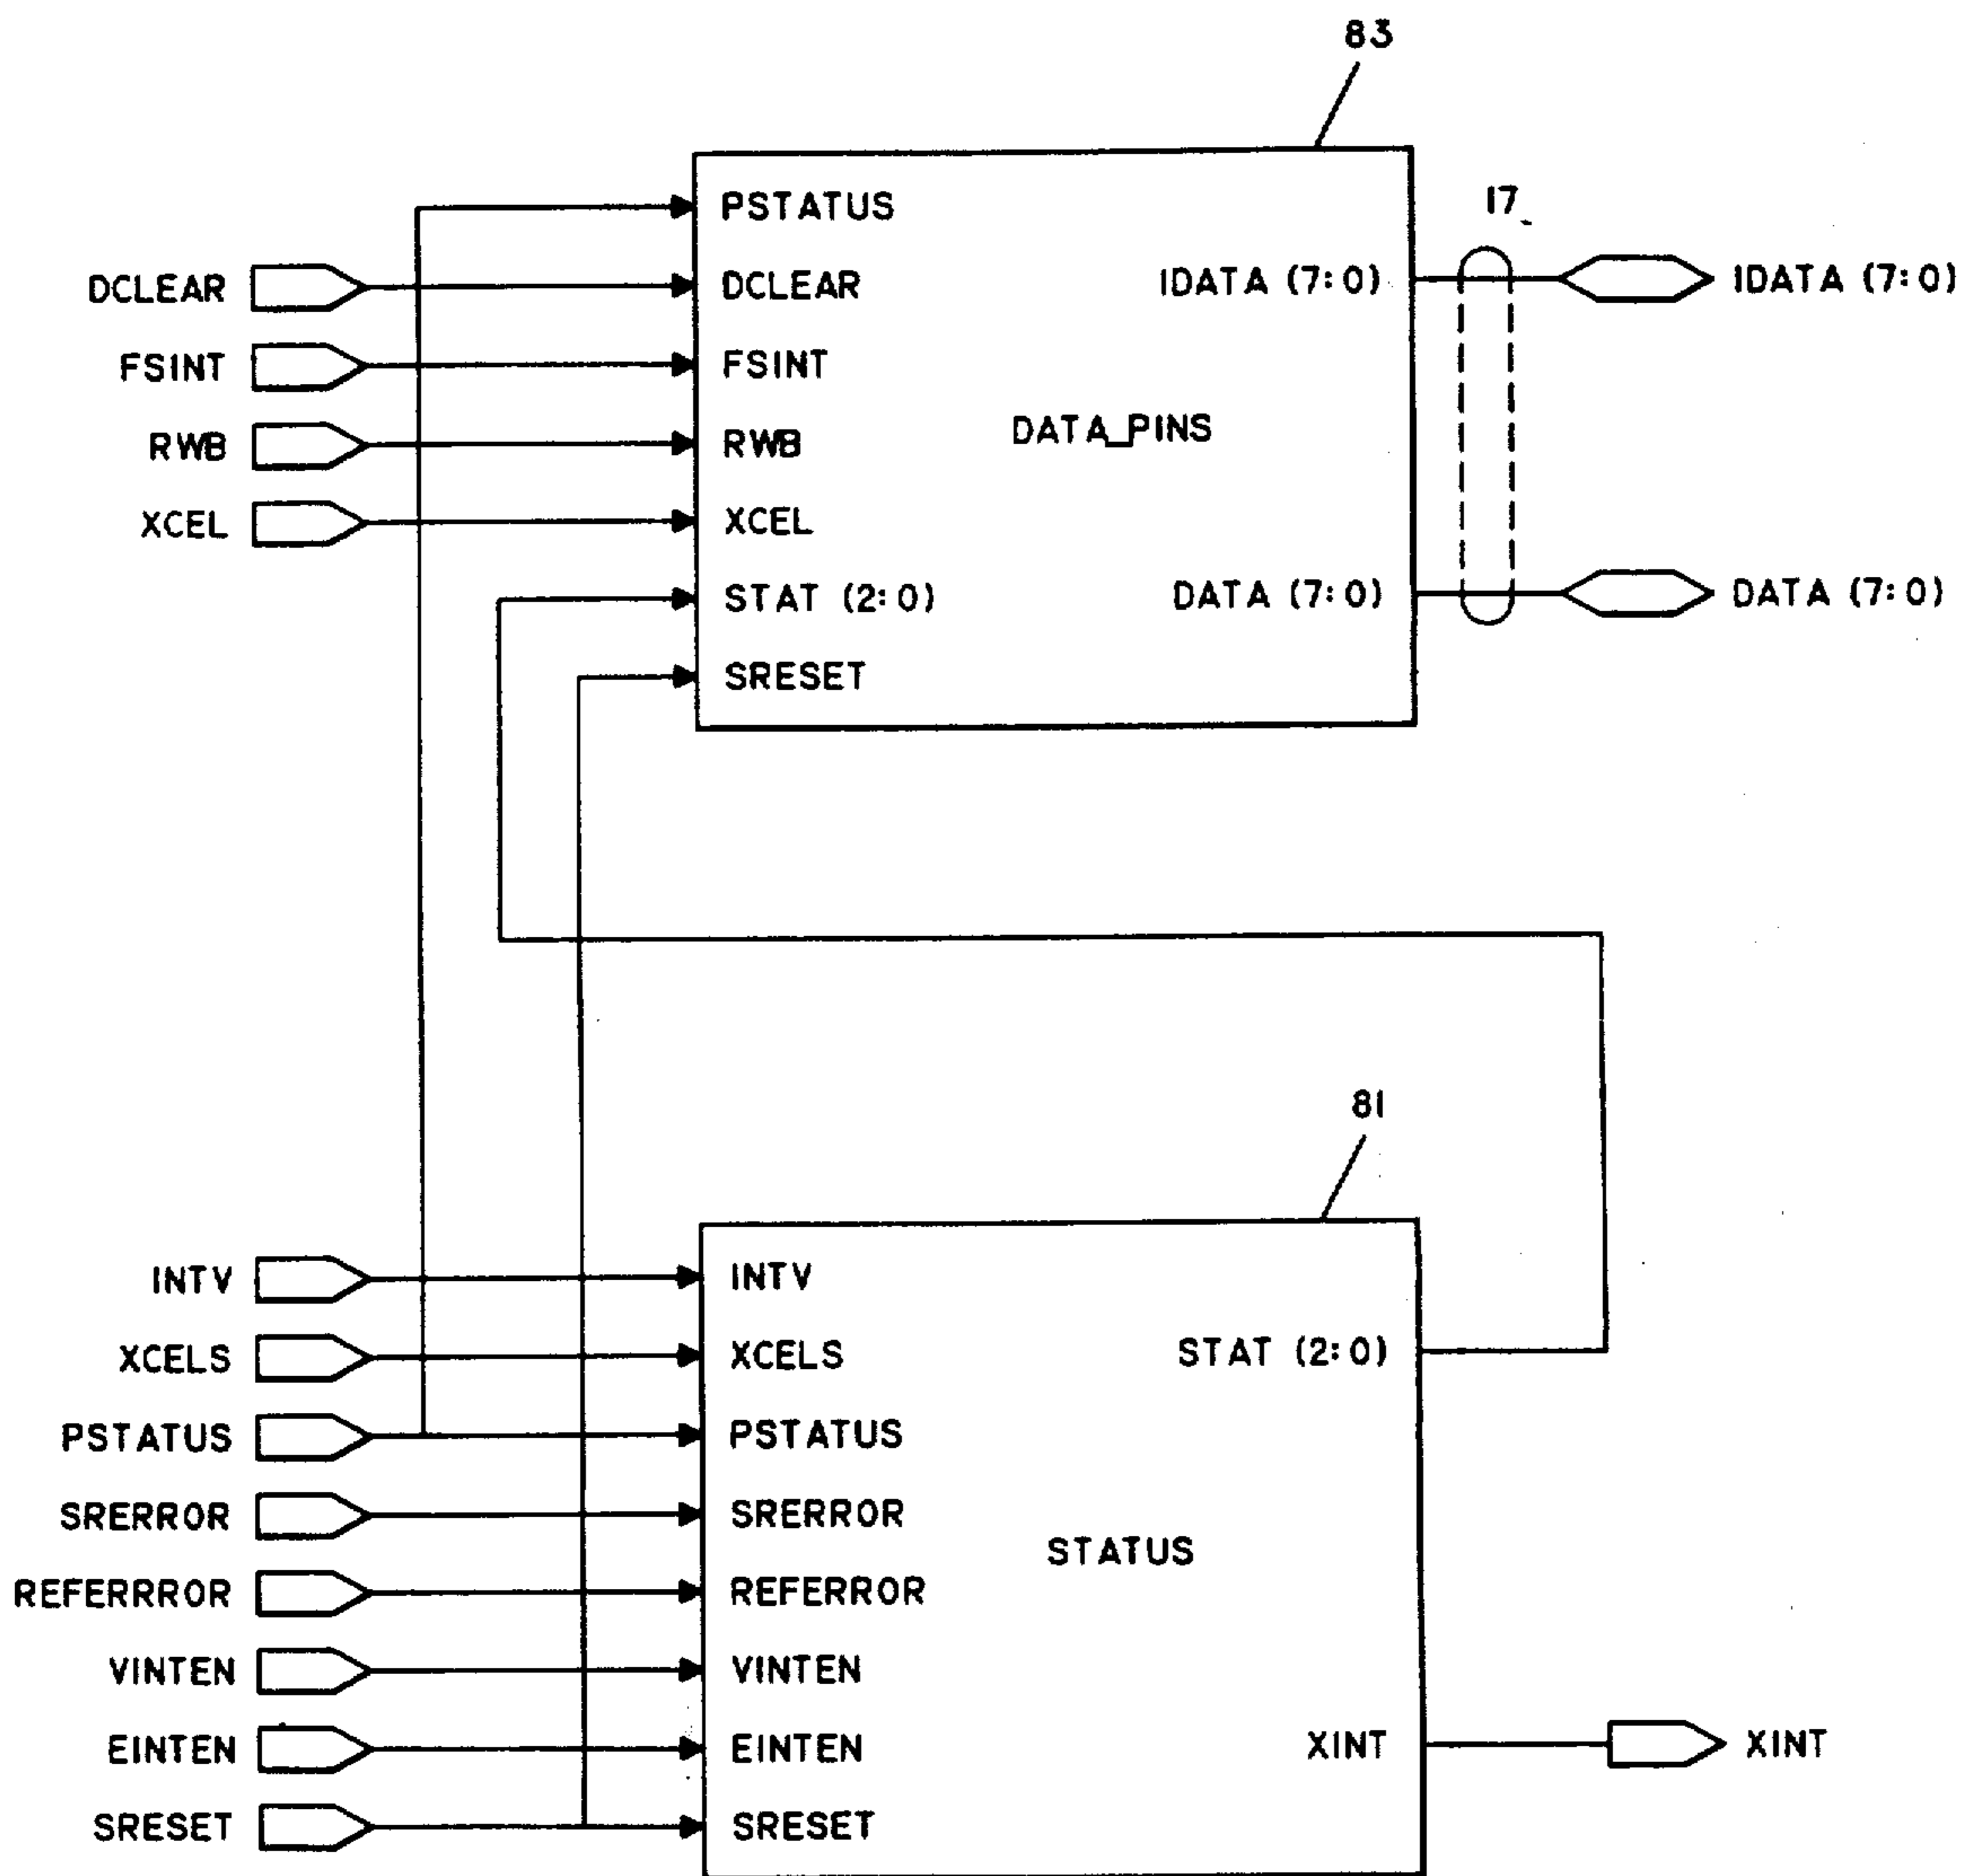 83
PSTATUS
17
DCLEAR DCLEAR IDATA (7:0) IDATA (7:0)
FSINT FSINT
RWB RWB DATA_PINS
XCEL XCEL
STAT (2:0) DATA (7:0) DATA (7:0)
SRESET
81
INTV INTV
XCELS XCELS STAT (2:0)
PSTATUS PSTATUS
SRERROR SRERROR
STATUS
REFERRROR REFERROR
VINTEN VINTEN
EINTEN EINTEN XINT XINT
SRESET SRESET